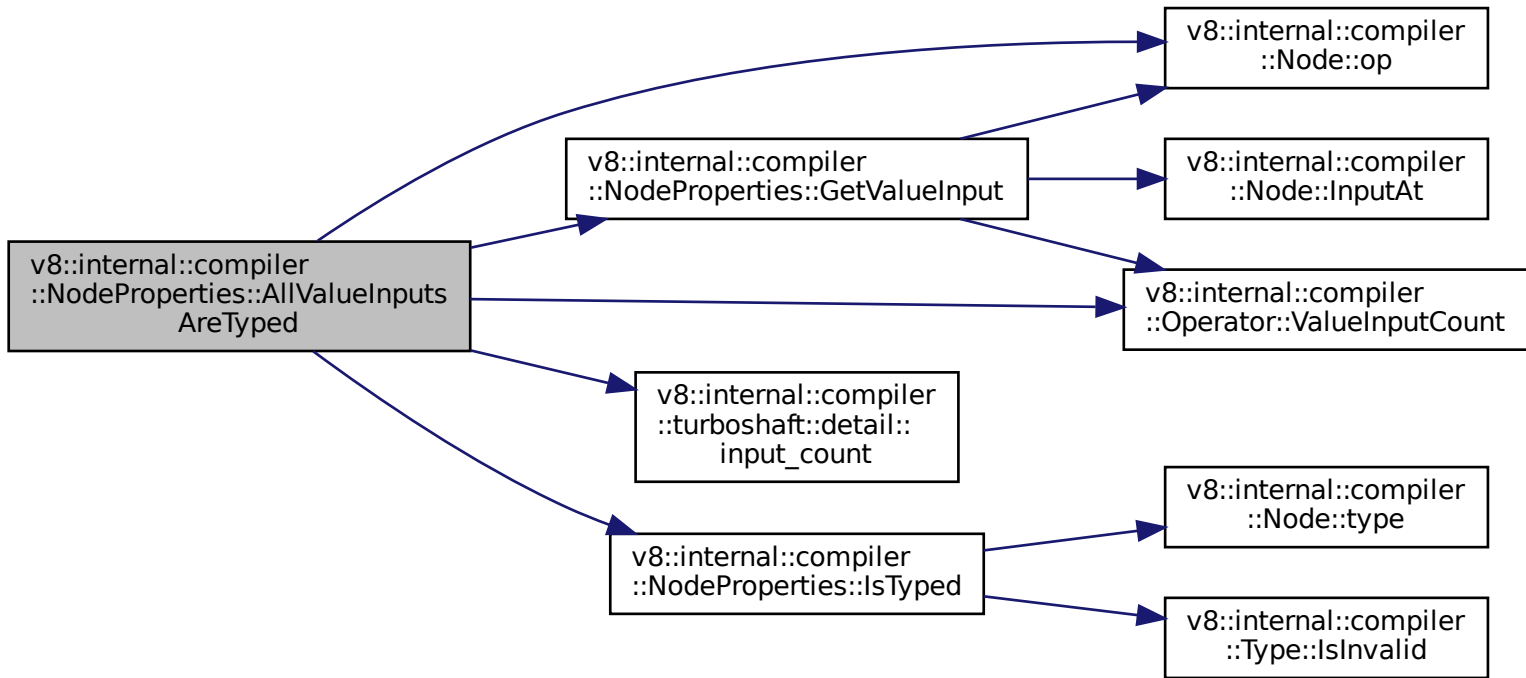 v8::internal::compiler
::Node::op
v8::internal::compiler
::NodeProperties::GetValueInput
v8::internal::compiler
::Node::InputAt
v8::internal::compiler
::NodeProperties::AllValueInputs
AreTyped
v8::internal::compiler
::Operator::ValueInputCount
v8::internal::compiler
::turboshaft::detail::
input_count
v8::internal::compiler
::Node::type
v8::internal::compiler
::NodeProperties::IsTyped
v8::internal::compiler
::Type::IsInvalid